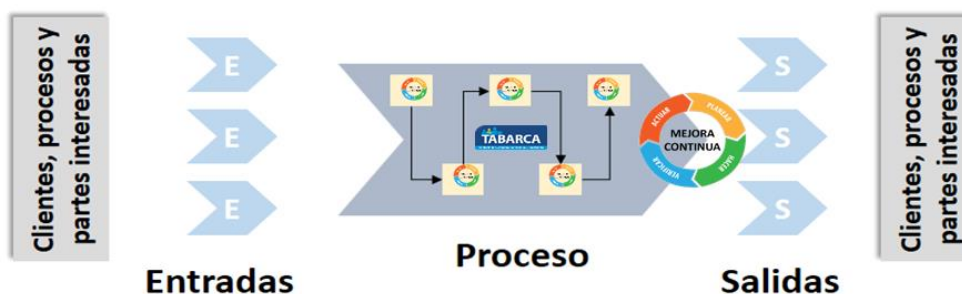 Clientes, procesos y
partes interesadas
E
E
E
Entradas
TABARCA
Proceso
ACTUAR
PLANEAR
HACER
VERIFICAR
MEJORA
CONTINUA
S
S
S
Salidas
Clientes, procesos y
partes interesadas